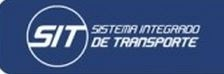 SIT
SISTEMA INTEGRADO
DE TRANSPORTE